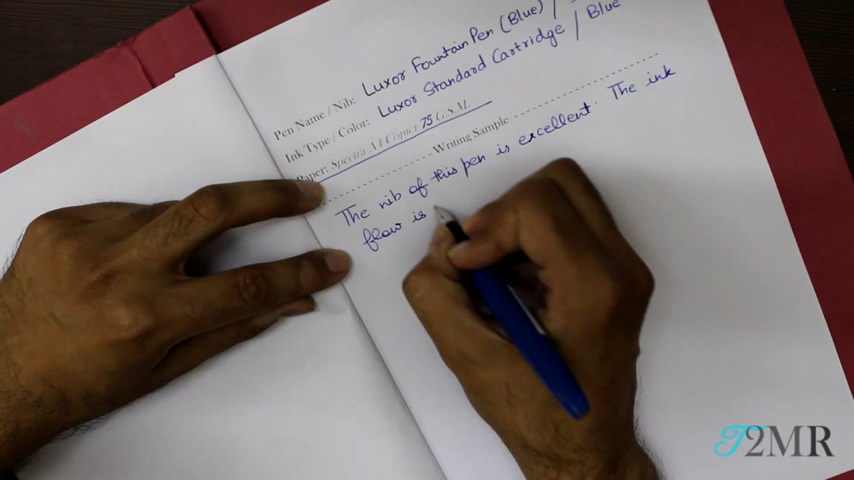 Pen Name / Nib: Luxor Fountain Pen (Blue) /
Ink Type / Color: Luxor Standard Cartridge / Blue
Paper: Spectra A4 Copier 75 G.S.M.
Writing Sample
The nib of this pen is excellent. The ink
flow is
T2MR